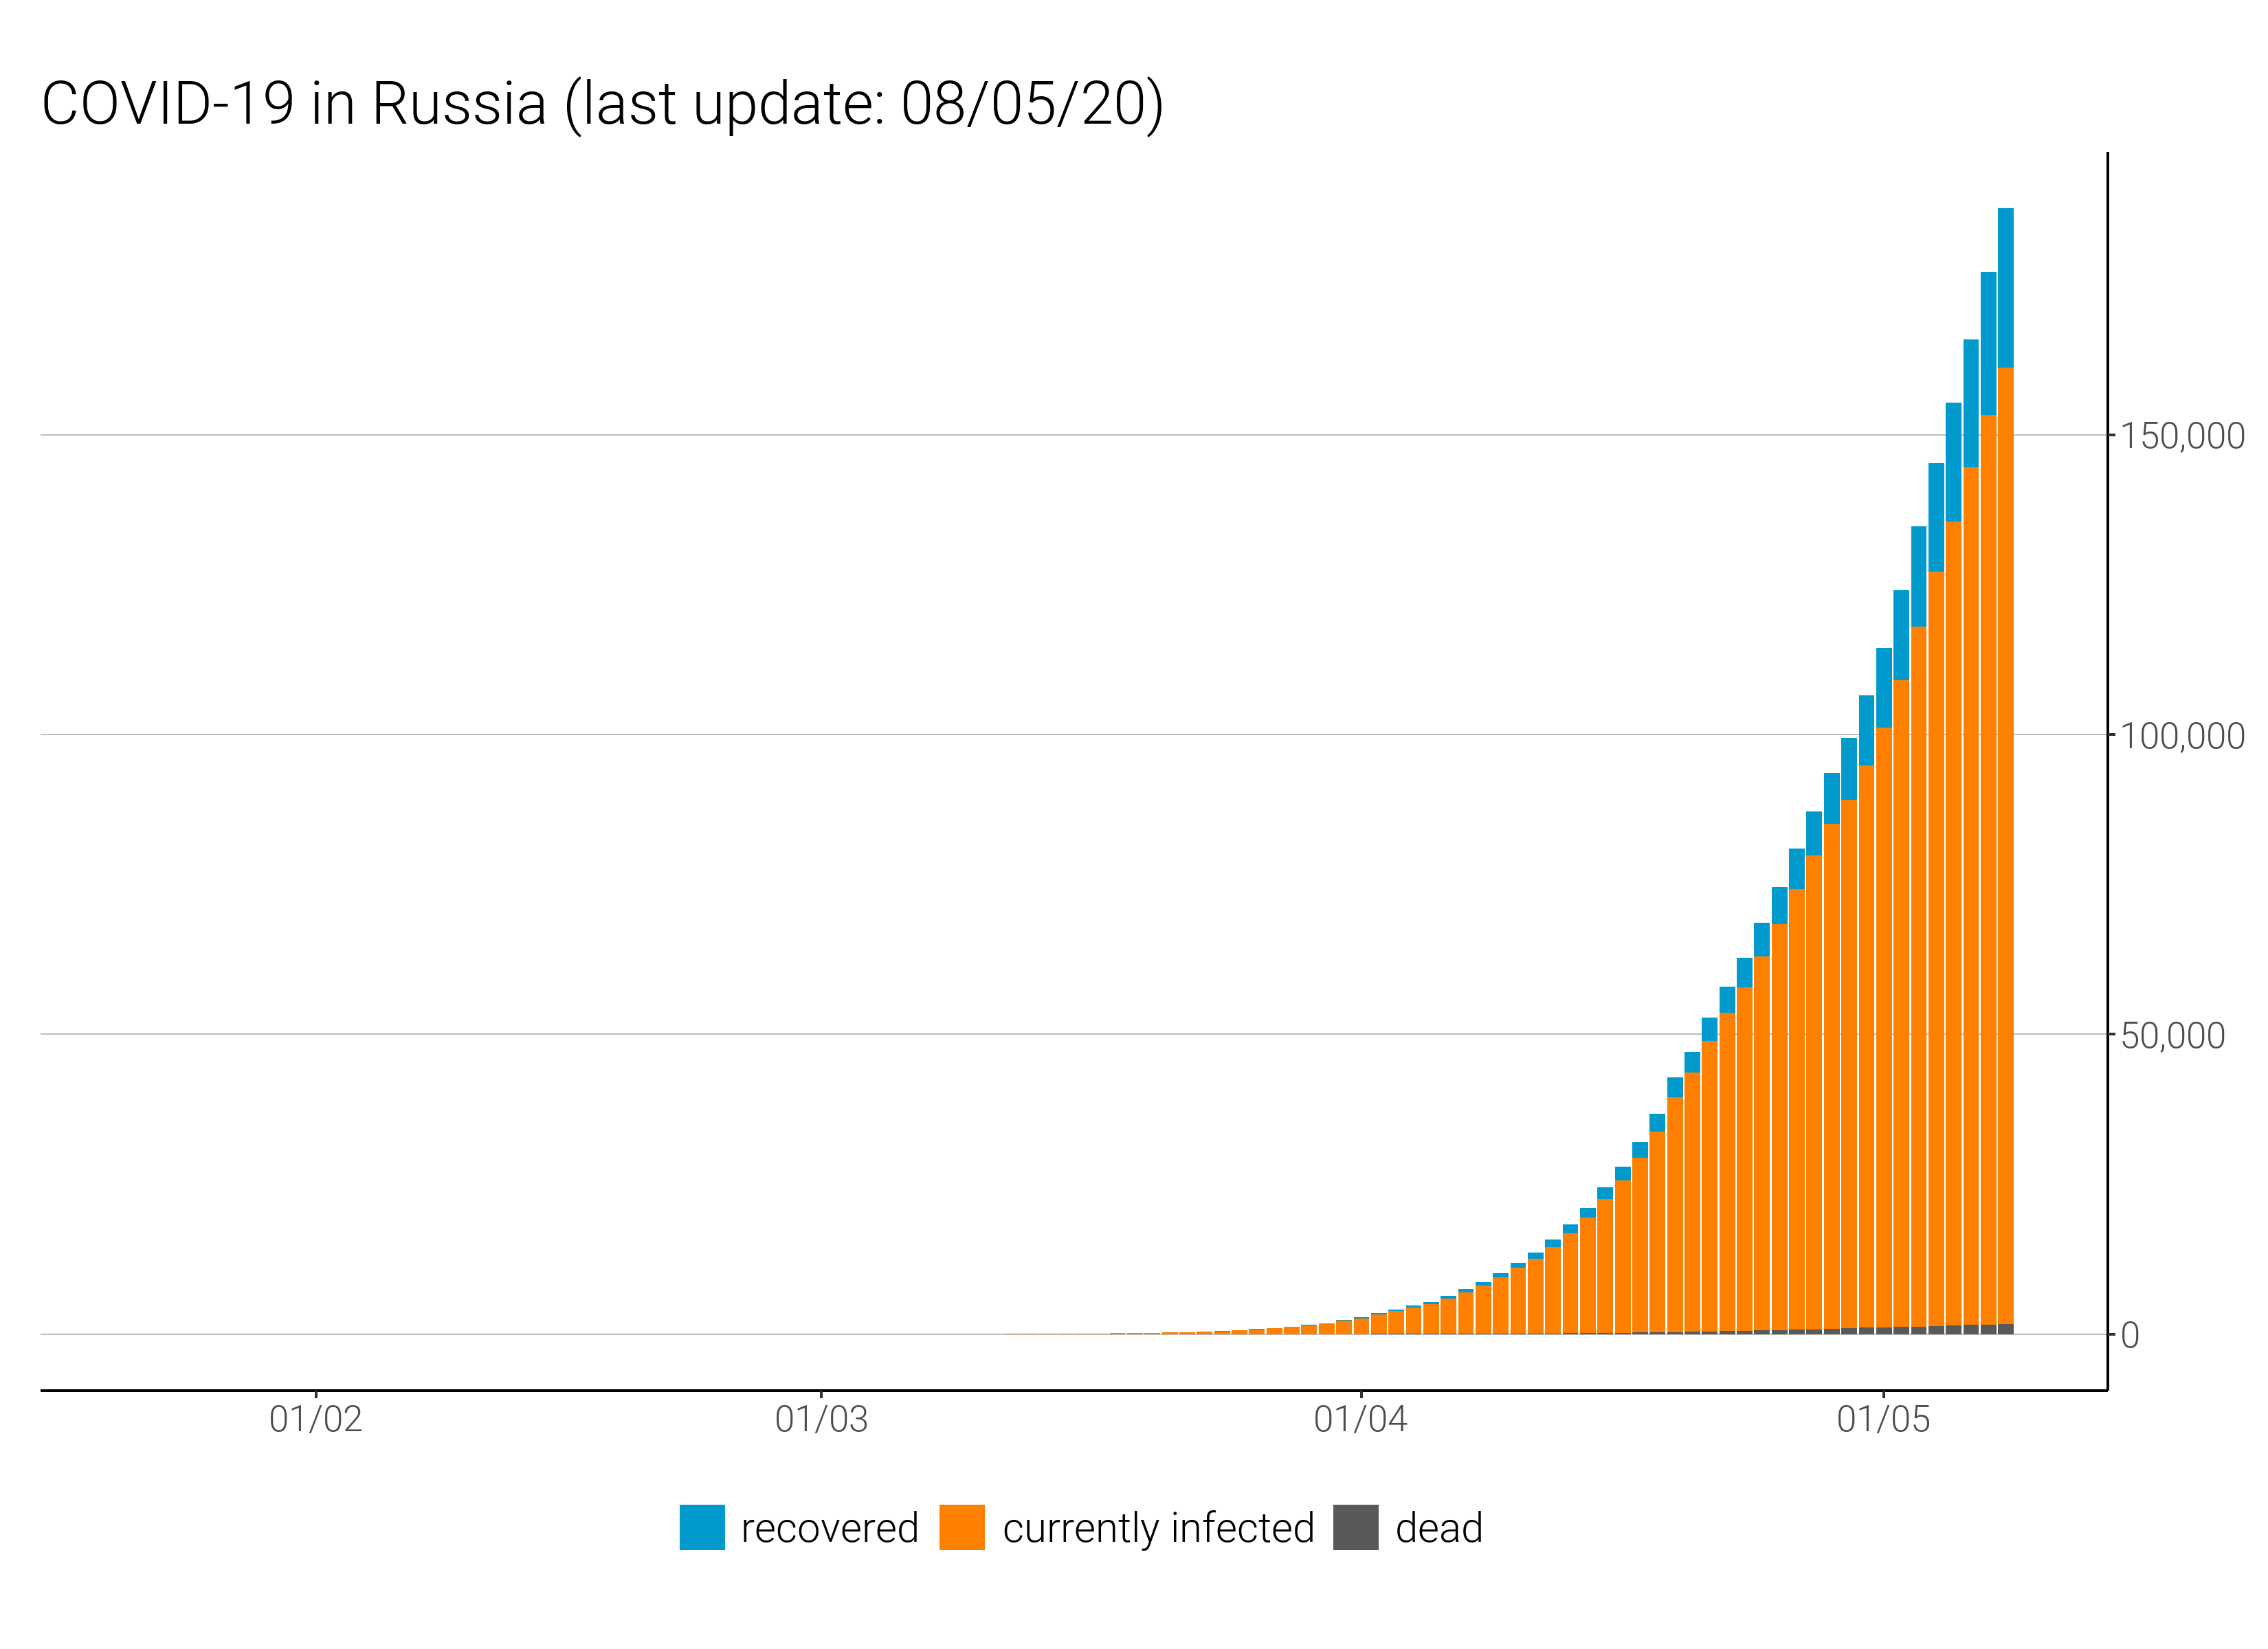 COVID-19 in Russia (last update: 08/05/20)
150,000
100,000
50,000
0
01/02 01/03 01/04 01/05
recovered currently infected dead